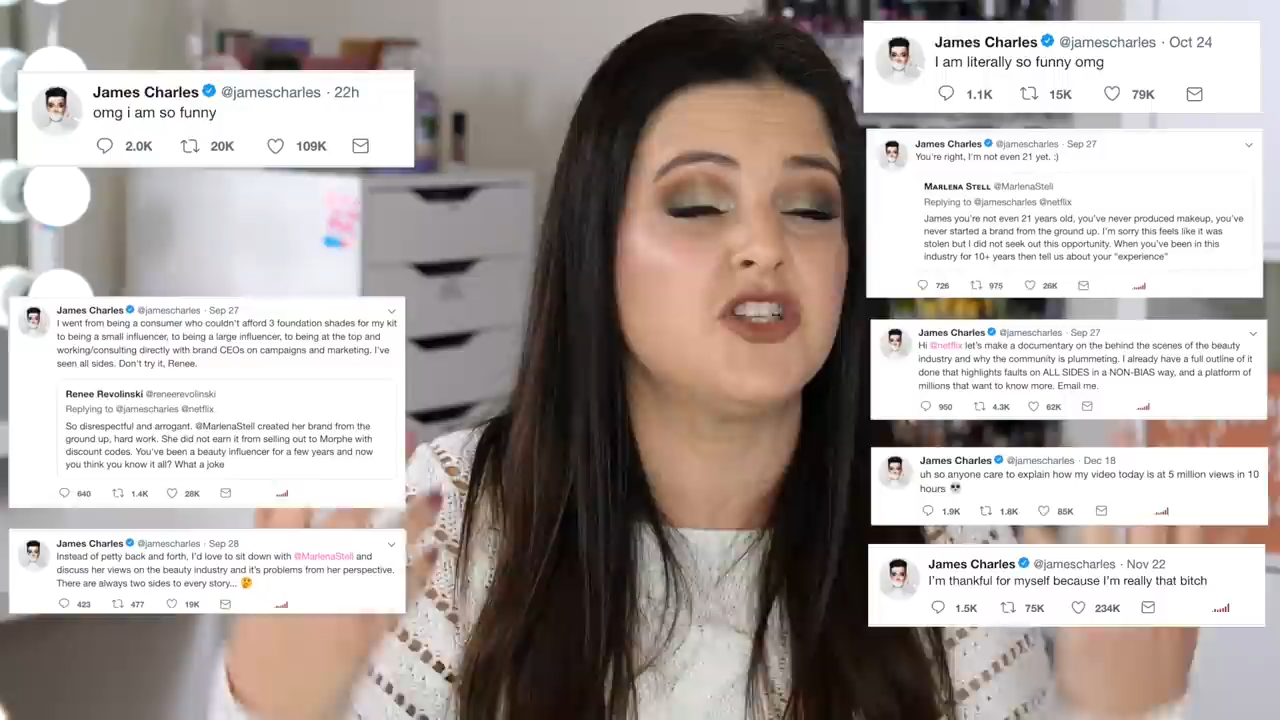 James Charles @jamescharles · 22h
omg i am so funny
2.0K 20K 109K
James Charles @jamescharles · Sep 27
I went from being a consumer who couldn't afford 3 foundation shades for my kit
to being a small influencer, to being a large influencer, to being at the top and
working/consulting directly with brand CEOs on campaigns and marketing. I've
seen all sides. Don't try it, Renee.
Renee Revolinski @reneerevolinski
Replying to @jamescharles @netflix
So disrespectful and arrogant. @MarlenaStell created her brand from the
ground up, hard work. She did not earn it from selling out to Morphe with
discount codes. You've been a beauty influencer for a few years and now
you think you know it all? What a joke
640 1.4K 28K
James Charles @jamescharles · Sep 28
Instead of petty back and forth, I'd love to sit down with @MarlenaStell and
discuss her views on the beauty industry and it's problems from her perspective.
There are always two sides to every story... 🤔
423 477 19K
James Charles @jamescharles · Oct 24
I am literally so funny omg
1.1K 15K 79K
James Charles @jamescharles · Sep 27
You're right, I'm not even 21 yet. :)
Marlena Stell @MarlenaStell
Replying to @jamescharles @netflix
James you're not even 21 years old, you've never produced makeup, you've
never started a brand from the ground up. I'm sorry this feels like it was
stolen but I did not seek out this opportunity. When you've been in this
industry for 10+ years then tell us about your "experience"
726 975 26K
James Charles @jamescharles · Sep 27
Hi @netflix let's make a documentary on the behind the scenes of the beauty
industry and why the community is plummeting. I already have a full outline of it
done that highlights faults on ALL SIDES in a NON-BIAS way, and a platform of
millions that want to know more. Email me.
950 4.3K 62K
James Charles @jamescharles · Dec 18
uh so anyone care to explain how my video today is at 5 million views in 10
hours 💀
1.9K 1.8K 85K
James Charles @jamescharles · Nov 22
I'm thankful for myself because I'm really that bitch
1.5K 75K 234K